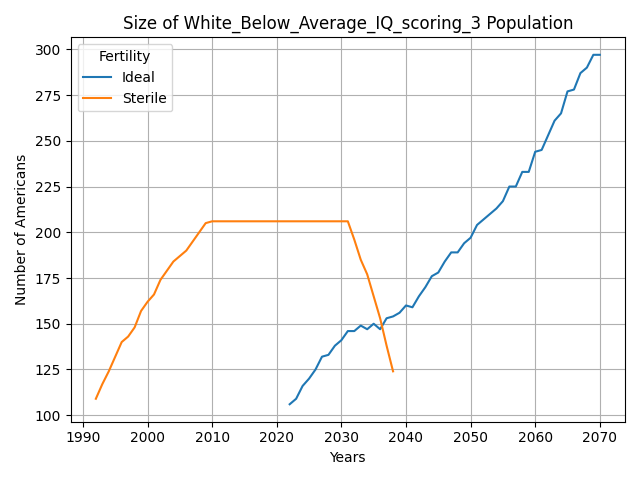 Size of White_Below_Average_IQ_scoring_3 Population
Fertility
Ideal
Sterile
Number of Americans
300
275
250
225
200
175
150
125
100
1990 2000 2010 2020 2030 2040 2050 2060 2070
Years